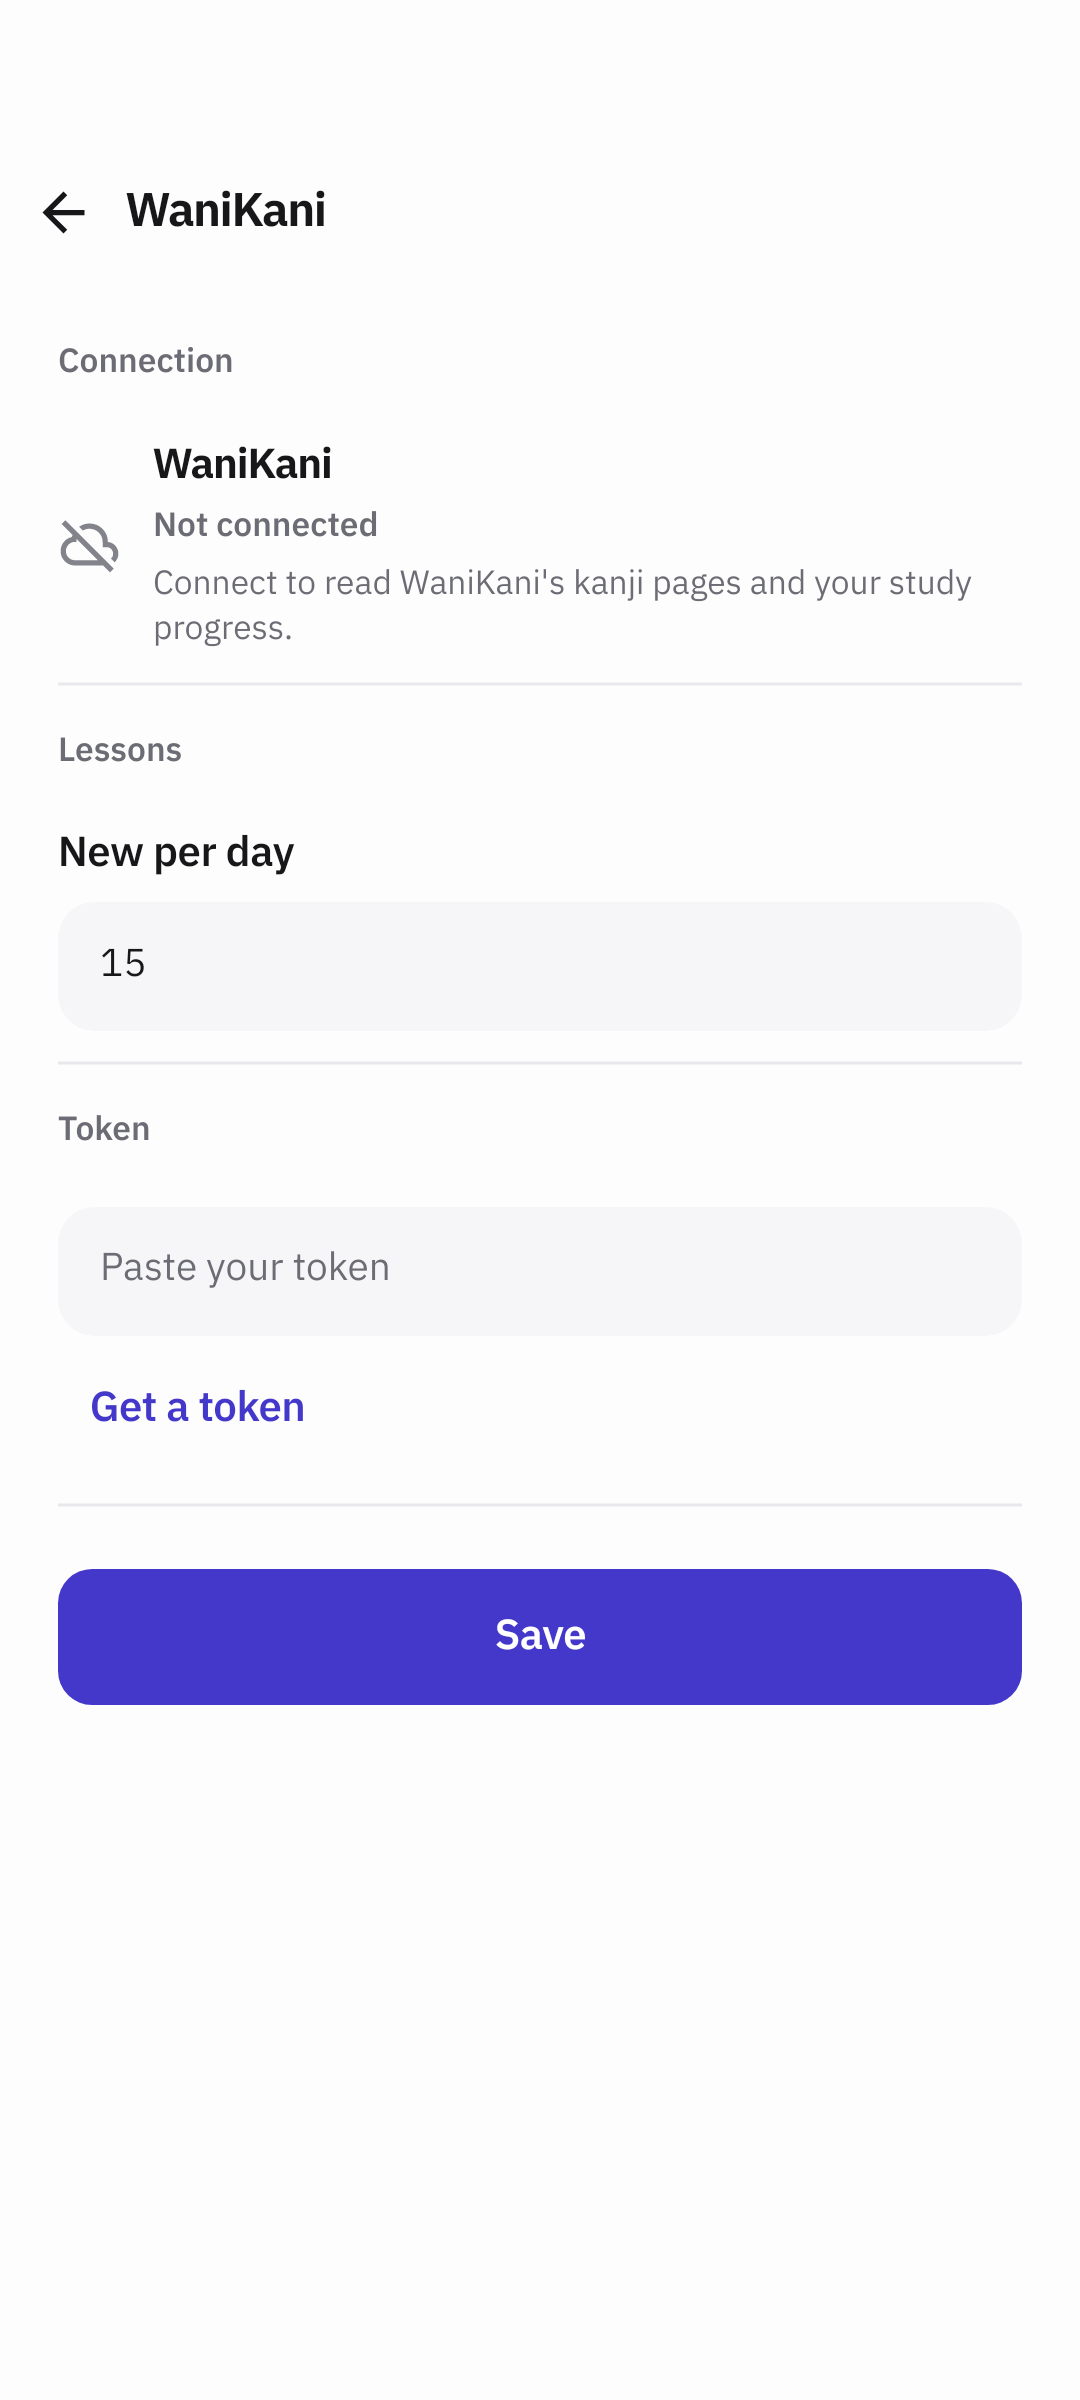 WaniKani
Connection
WaniKani
Not connected
Connect to read WaniKani's kanji pages and your study
progress.
Lessons
New per day
15
Token
Paste your token
Get a token
Save